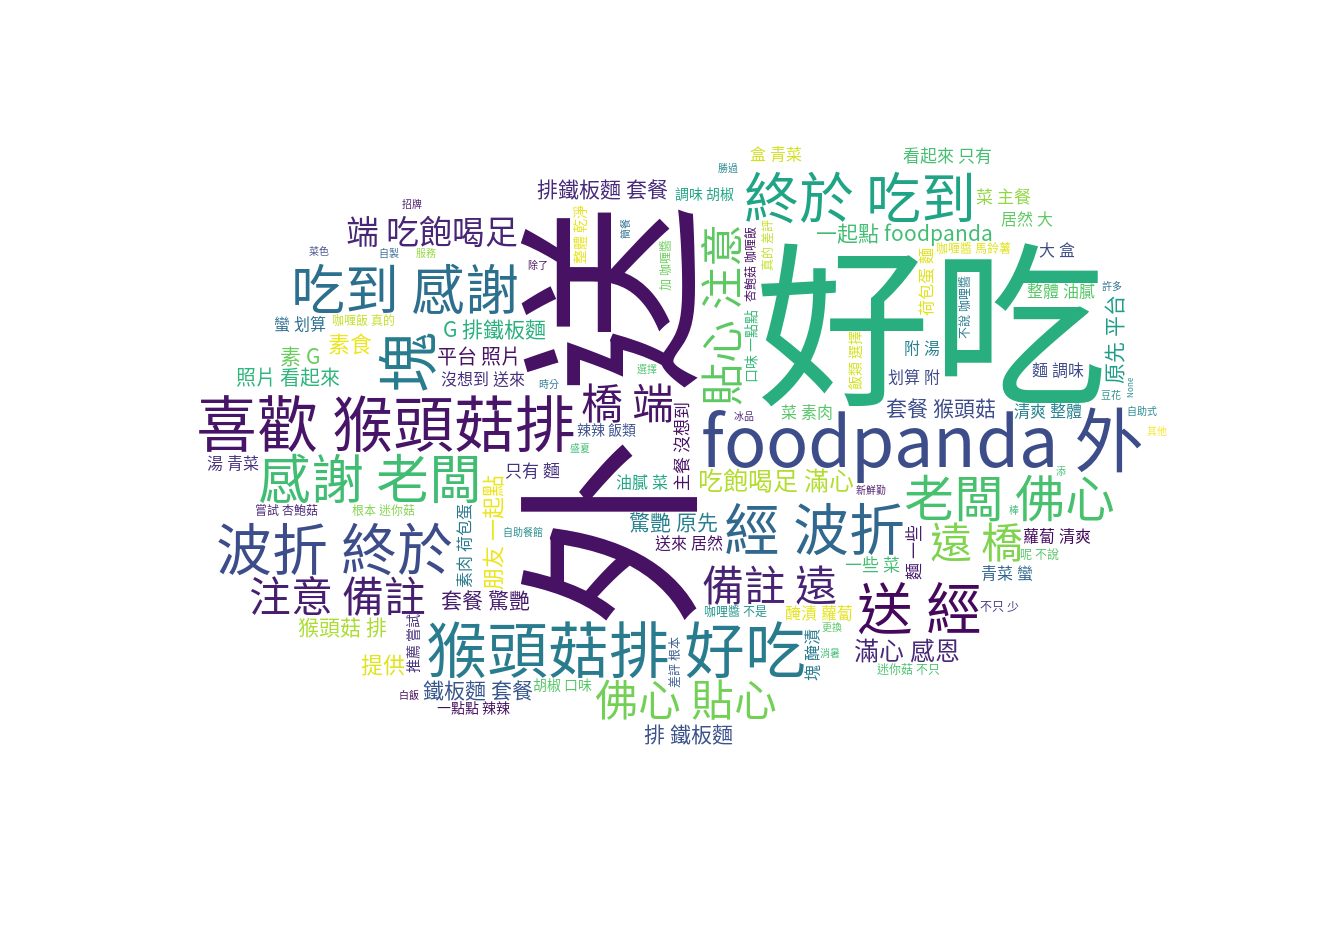 盒 青菜
看起來 只有
勝過
排鐵板麵 套餐
調味 胡椒
終於 吃到
菜 主餐
招牌
居然 大
端 吃飽喝足
外送
整體 乾淨
簡餐
貼心 注意
杏鮑菇 咖喱飯
真的 差評
一起點 foodpanda
菜色
自製
服務
加 咖喱醬
好吃
咖喱醬 馬鈴薯
大 盒
除了
吃到 感謝
荷包蛋 麵
不說 咖喱醬
整體 油膩
許多
原先 平台
蠻 划算
咖喱飯 真的
G 排鐵板麵
口味 一點點
素食
塊
飯類 選擇
附 湯
素 G
平台 照片
麵 調味
照片 看起來
沒想到 送來
時分
選擇
划算 附
None
豆花
喜歡 猴頭菇排
橋 端
主餐 沒想到
菜 素肉
冰品
套餐 猴頭菇
清爽 整體
自助式
辣辣 飯類
foodpanda 外
其他
盛夏
湯 青菜
感謝 老闆
只有 麵
油膩 菜
吃飽喝足 滿心
添
新鮮勤
老闆 佛心
嘗試 杏鮑菇
根本 迷你菇
素肉 荷包蛋
朋友 一起點
棒
波折 終於
自助餐館
驚艷 原先
經 波折
送來 居然
麵 一些
遠 橋
蘿蔔 清爽
呢 不說
一些 菜
青菜 蠻
注意 備註
套餐 驚艷
備註 遠
送 經
不只 少
咖喱醬 不是
醃漬 蘿蔔
猴頭菇 排
推薦 嘗試
猴頭菇排 好吃
更換
塊 醃漬
消暑
滿心 感恩
提供
差評 根本
迷你菇 不只
白飯
鐵板麵 套餐
胡椒 口味
佛心 貼心
一點點 辣辣
排 鐵板麵